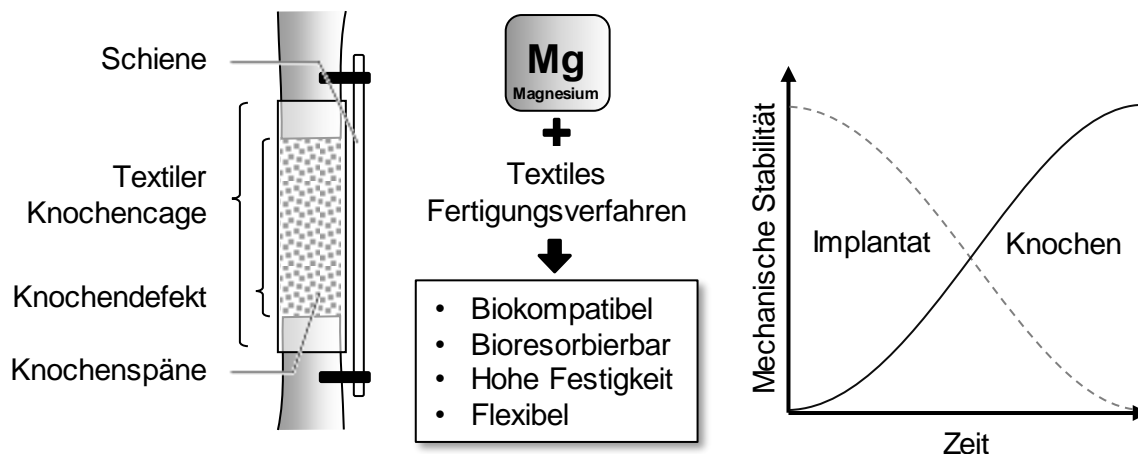 Schiene
Textiler
Knochencage
Knochendefekt
Knochenspäne
Mg
Magnesium
+
Textiles
Fertigungsverfahren
• Biokompatibel
• Bioresorbierbar
• Hohe Festigkeit
• Flexibel
Mechanische Stabilität
Implantat
Knochen
Zeit